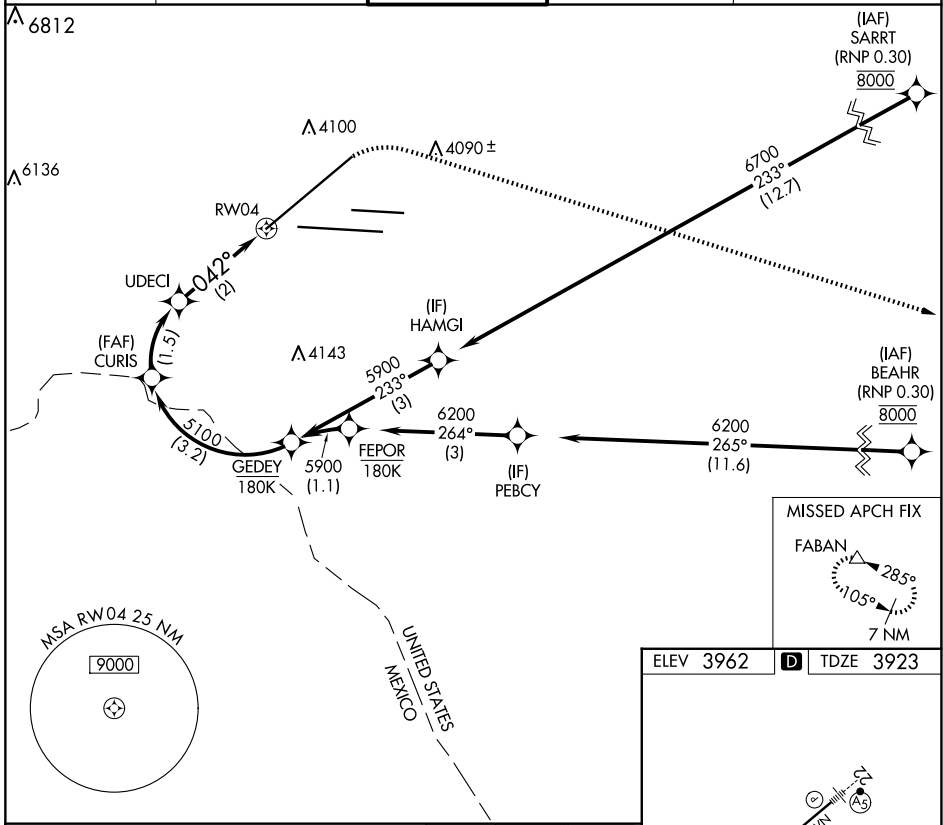 6812
(IAF)
SARRT
(RNP 0.30)
8000
4100
4090 ±
6136
6700
233°
(12.7)
RW04
042°
(2)
UDECI
(IF)
HAMGI
(FAF)
CURIS
(1.5)
4143
5900
233°
(3)
(IAF)
BEAHR
(RNP 0.30)
8000
5100
(3.2)
GEDEY
180K
5900
(1.1)
FEPOR
180K
6200
264°
(3)
(IF)
PEBCY
6200
265°
(11.6)
MISSED APCH FIX
FABAN
285°
105°
7 NM
MSA RW04 25 NM
9000
UNITED STATES
MEXICO
ELEV 3962
D
TDZE 3923
22
A5